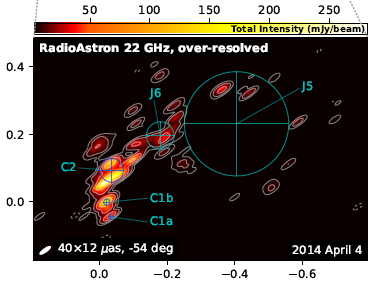 50 100 150 200 250
Total Intensity (mJy/beam)
RadioAstron 22 GHz, over-resolved
0.4
J6
J5
0.2
C2
C1b
0.0
C1a
40×12 μas, -54 deg
2014 April 4
0.0 −0.2 −0.4 −0.6